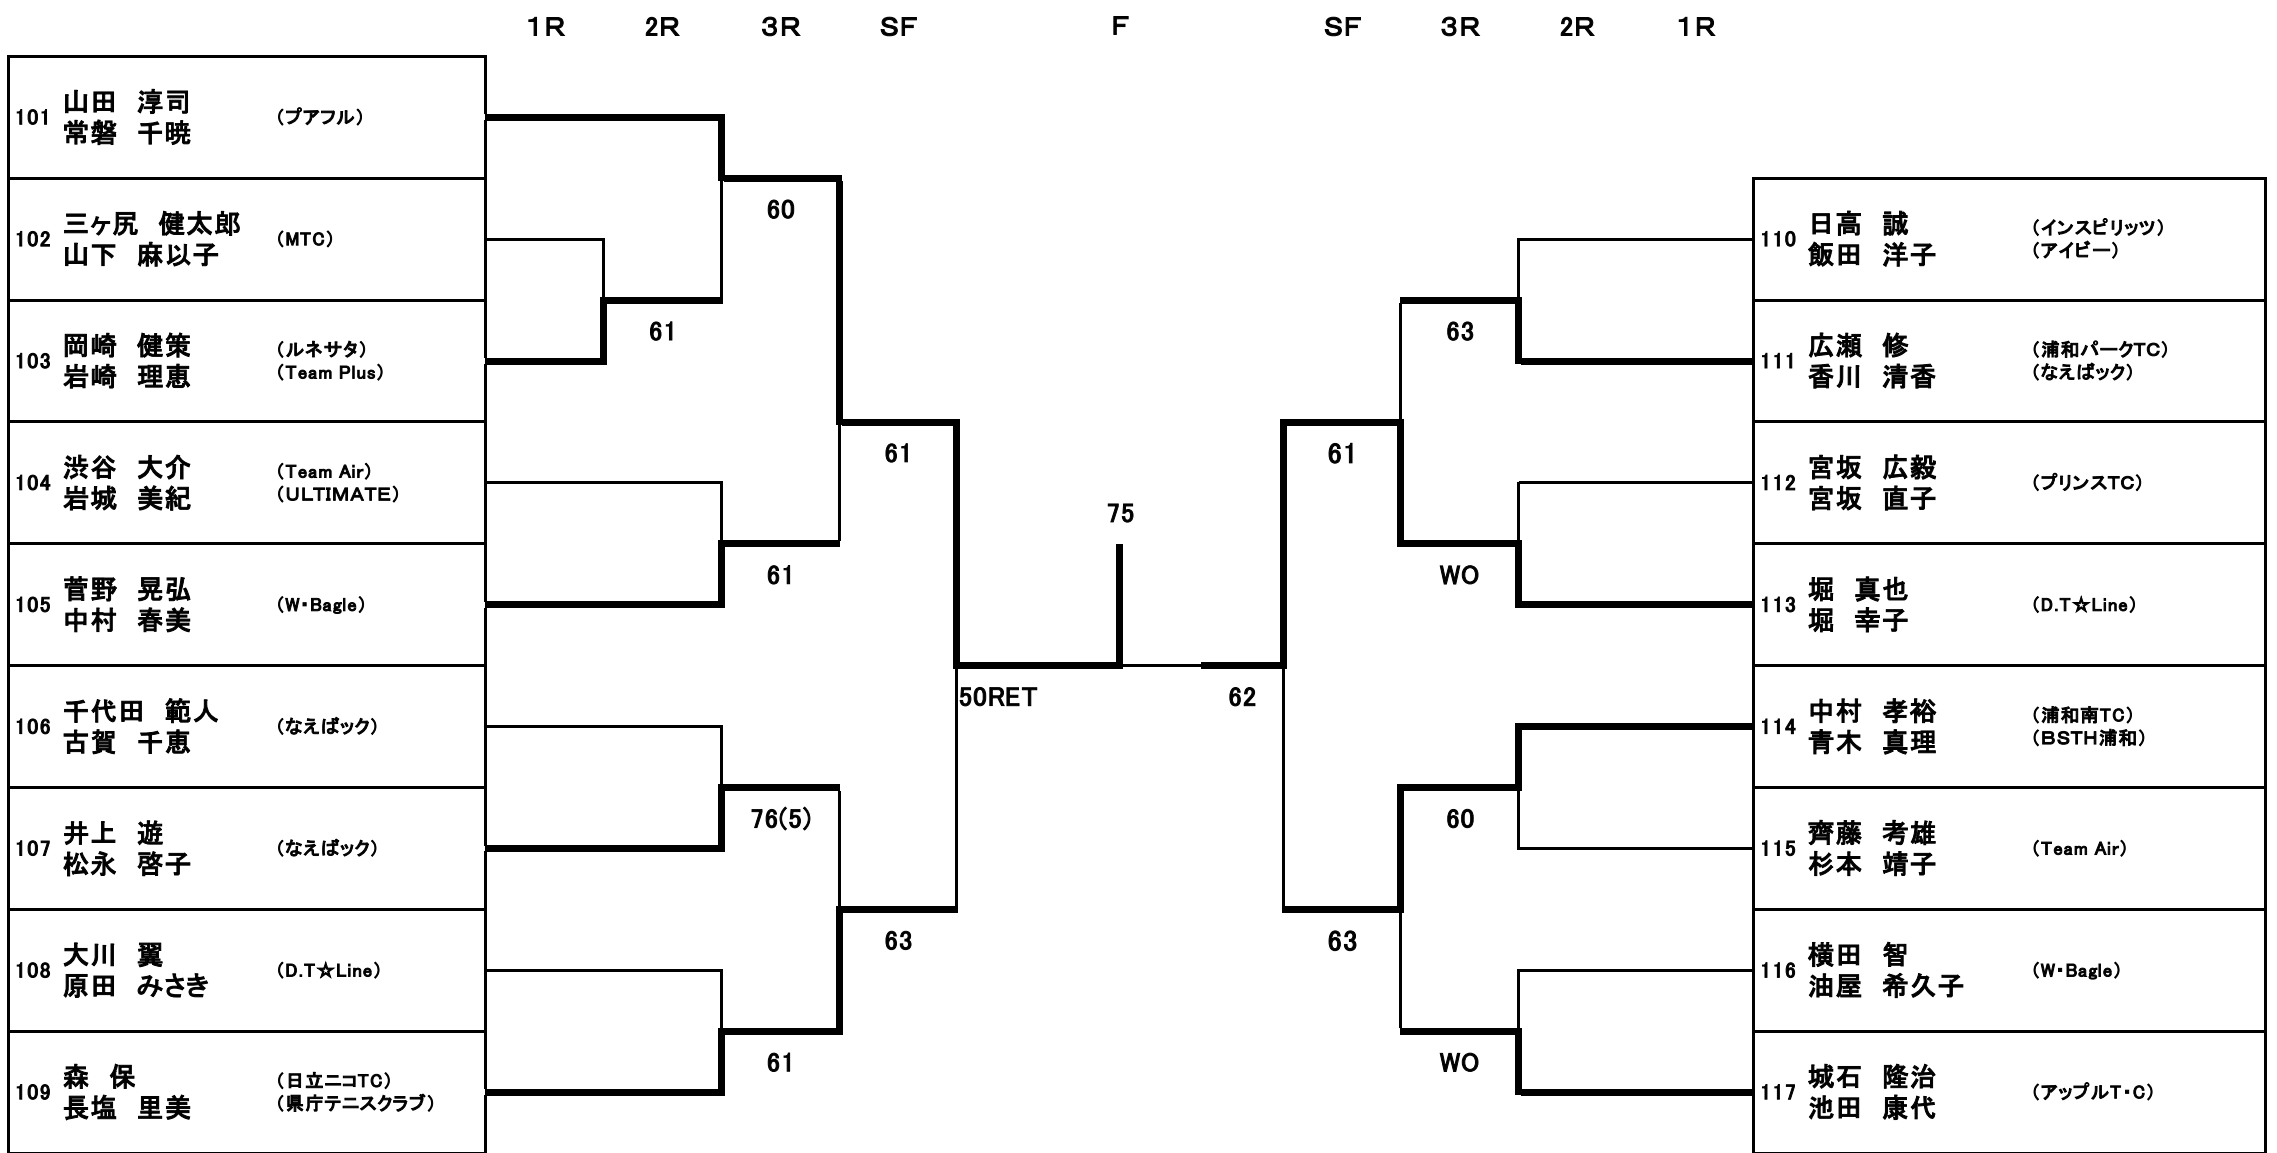 1R 2R 3R SF F SF 3R 2R 1R
101 山田 淳司 (プアフル)
常磐 千暁
102 三ヶ尻 健太郎 (MTC)
山下 麻以子
103 岡崎 健策 (ルネサタ)
岩崎 理恵 (Team Plus)
104 渋谷 大介 (Team Air)
岩城 美紀 (ULTIMATE)
105 菅野 晃弘 (W・Bagle)
中村 春美
106 千代田 範人 (なえばック)
古賀 千恵
107 井上 遊 (なえばック)
松永 啓子
108 大川 翼 (D.T☆Line)
原田 みさき
109 森 保 (日立ニコTC)
長塩 里美 (県庁テニスクラブ)
61
60
61
76(5)
61
61
63
50RET
75
62
61
63
63
WO
60
WO
110 日高 誠 (インスピリッツ)
飯田 洋子 (アイビー)
111 広瀬 修 (浦和パークTC)
香川 清香 (なえばック)
112 宮坂 広毅 (プリンスTC)
宮坂 直子
113 堀 真也 (D.T☆Line)
堀 幸子
114 中村 孝裕 (浦和南TC)
青木 真理 (BSTH浦和)
115 齊藤 考雄 (Team Air)
杉本 靖子
116 横田 智 (W・Bagle)
油屋 希久子
117 城石 隆治 (アップルT・C)
池田 康代